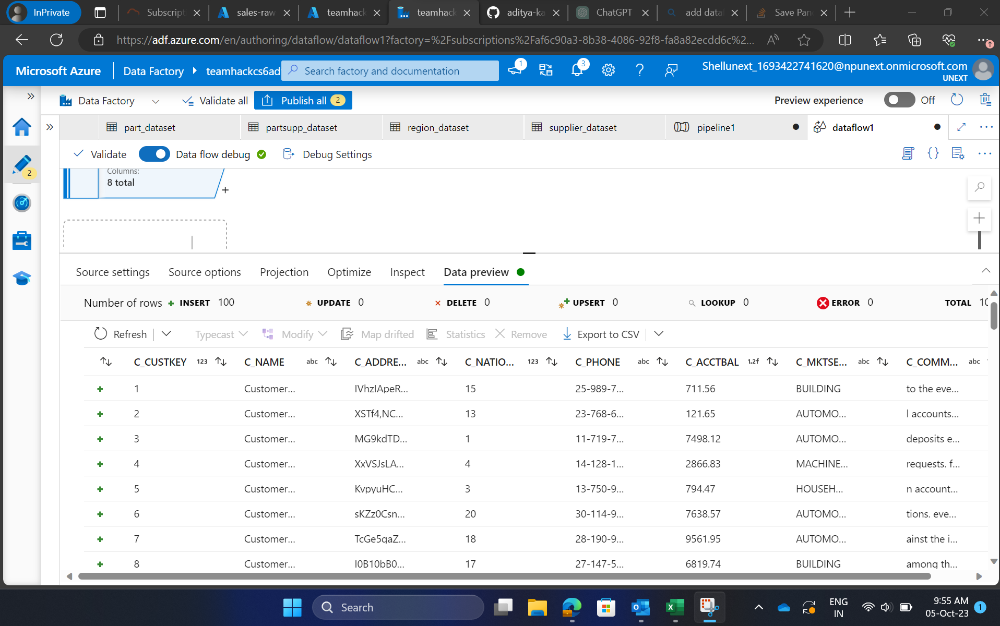 InPrivate Subscript sales-raw teamhack teamhack aditya-ka ChatGPT add data Save Pan
https://adf.azure.com/en/authoring/dataflow/dataflow1?factory=%2Fsubscriptions%2Faf6c90a3-8b38-4086-92f8-fa8a82ecdd6c%2...
Microsoft Azure Data Factory teamhackcs6ad Search factory and documentation 1 3 Shellunext_1693422741620@npunext.onmicrosoft.com
UNEXT
Data Factory Validate all Publish all 2 Preview experience Off
part_dataset partsupp_dataset region_dataset supplier_dataset pipeline1 dataflow1
Validate Data flow debug Debug Settings
2
Columns:
8 total
Source settings Source options Projection Optimize Inspect Data preview
Number of rows INSERT 100 UPDATE 0 DELETE 0 UPSERT 0 LOOKUP 0 ERROR 0 TOTAL 10
Refresh Typecast Modify Map drifted Statistics Remove Export to CSV
C_CUSTKEY 123 C_NAME abc C_ADDRE... abc C_NATIO... 123 C_PHONE abc C_ACCTBAL 1.2f C_MKTSE... abc C_COMM... abc
1 Customer... IVhzIApeR... 15 25-989-7... 711.56 BUILDING to the eve...
2 Customer... XSTf4,NC... 13 23-768-6... 121.65 AUTOMO... l accounts...
3 Customer... MG9kdTD... 1 11-719-7... 7498.12 AUTOMO... deposits e...
4 Customer... XxVSJsLA... 4 14-128-1... 2866.83 MACHINE... requests. f...
5 Customer... KvpyuHC... 3 13-750-9... 794.47 HOUSEH... n account...
6 Customer... sKZz0Csn... 20 30-114-9... 7638.57 AUTOMO... tions. eve...
7 Customer... TcGe5gaZ... 18 28-190-9... 9561.95 AUTOMO... ainst the i...
8 Customer... I0B10bB0... 17 27-147-5... 6819.74 BUILDING among th...
Search ENG
IN
9:55 AM
05-Oct-23 1